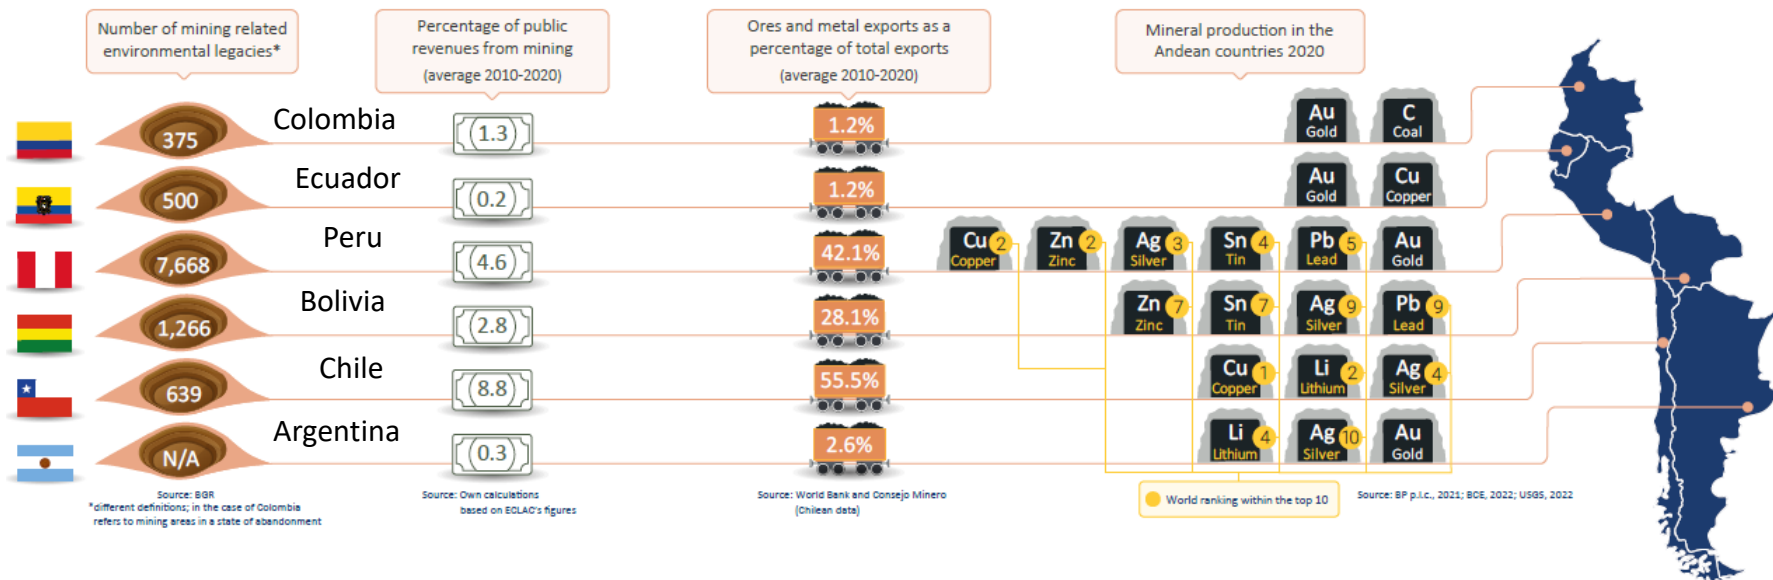 Number of mining related
environmental legacies*
Percentage of public
revenues from mining
(average 2010-2020)
Ores and metal exports as a
percentage of total exports
(average 2010-2020)
Mineral production in the
Andean countries 2020
375
Colombia
1.3
1.2%
Au
Gold
C
Coal
500
Ecuador
0.2
1.2%
Au
Gold
Cu
Copper
7,668
Peru
4.6
42.1%
Cu 2
Copper
Zn 2
Zinc
Ag 3
Silver
Sn 4
Tin
Pb 5
Lead
Au
Gold
1,266
Bolivia
2.8
28.1%
Zn 7
Zinc
Sn 7
Tin
Ag 9
Silver
Pb 9
Lead
639
Chile
8.8
55.5%
Cu 1
Copper
Li 2
Lithium
Ag 4
Silver
N/A
Argentina
0.3
2.6%
Li 4
Lithium
Ag 10
Silver
Au
Gold
Source: BGR
*different definitions; in the case of Colombia
refers to mining areas in a state of abandonment
Source: Own calculations
based on ECLAC's figures
Source: World Bank and Consejo Minero
(Chilean data)
World ranking within the top 10
Source: BP p.l.c., 2021; BCE, 2022; USGS, 2022